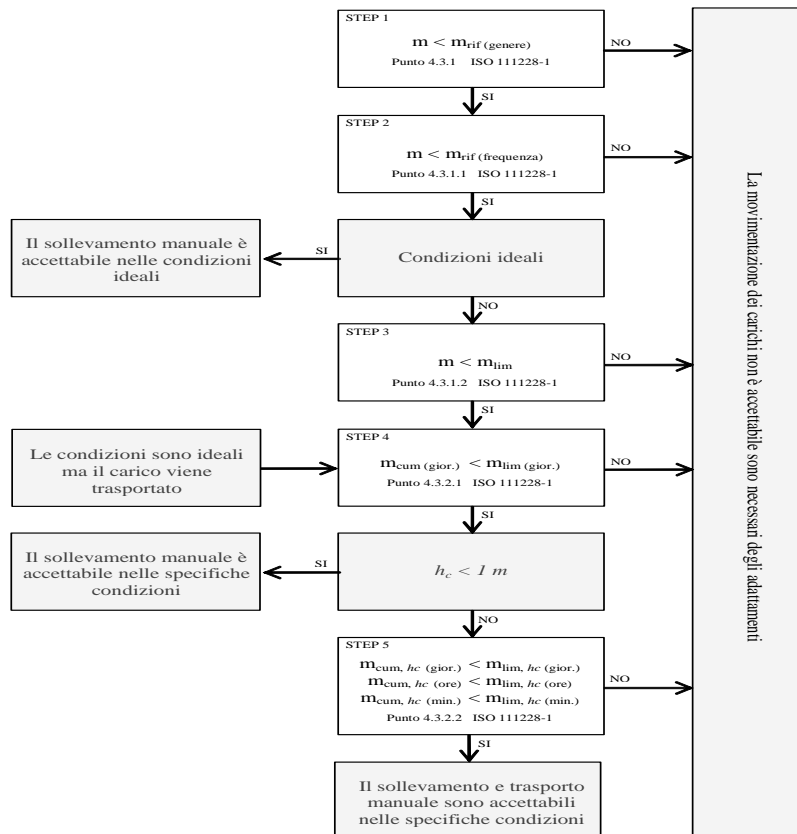 STEP 1
m < mrif (genere)
Punto 4.3.1 ISO 111228-1
NO
SI
STEP 2
m < mrif (frequenza)
Punto 4.3.1.1 ISO 111228-1
NO
SI
Il sollevamento manuale è
accettabile nelle condizioni
ideali
SI
Condizioni ideali
NO
STEP 3
m < mlim
Punto 4.3.1.2 ISO 111228-1
NO
SI
Le condizioni sono ideali
ma il carico viene
trasportato
STEP 4
mcum (gior.) < mlim (gior.)
Punto 4.3.2.1 ISO 111228-1
NO
SI
Il sollevamento manuale è
accettabile nelle specifiche
condizioni
SI
hc < 1 m
NO
STEP 5
mcum, hc (gior.) < mlim, hc (gior.)
mcum, hc (ore) < mlim, hc (ore)
mcum, hc (min.) < mlim, hc (min.)
Punto 4.3.2.2 ISO 111228-1
NO
SI
Il sollevamento e trasporto
manuale sono accettabili
nelle specifiche condizioni
La movimentazione dei carichi non è accettabile sono necessari degli adattamenti